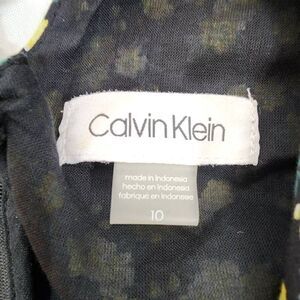 Calvin Klein
made in Indonesia
hecho en Indonesia
fabriqué en Indonésie
10